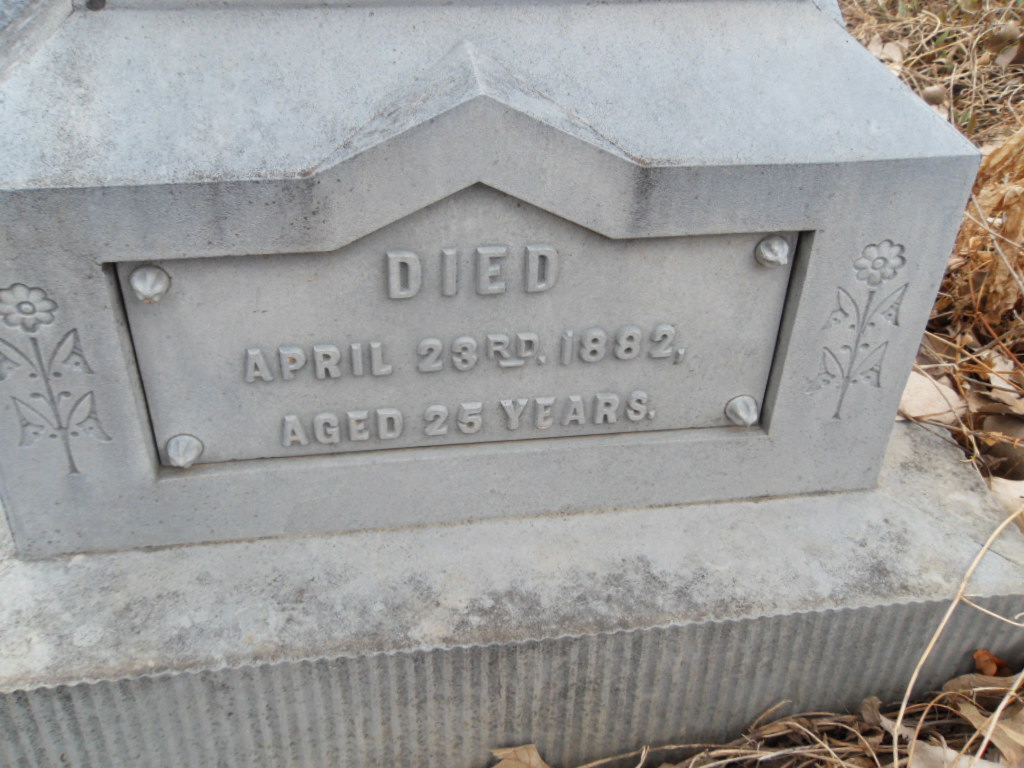 DIED
APRIL 23RD. 1882,
AGED 25 YEARS.